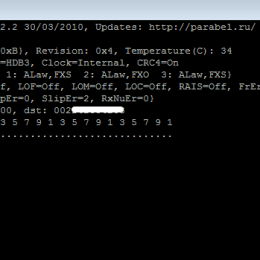 2.2 30/03/2010, Updates: http://parabel.ru/
0xB}, Revision: 0x4, Temperature(C): 34
=HDB3, Clock=Internal, CRC4=On
1: ALaw,FXS 2: ALaw,FXO 3: ALaw,FXS}
f, LOF=Off, LOM=Off, LOC=Off, RAIS=Off, FrEr
pEr=0, SlipEr=2, RxNuEr=0}
00, dst: 002
3 5 7 9 1 3 5 7 9 1 3 5 7 9 1
.............................